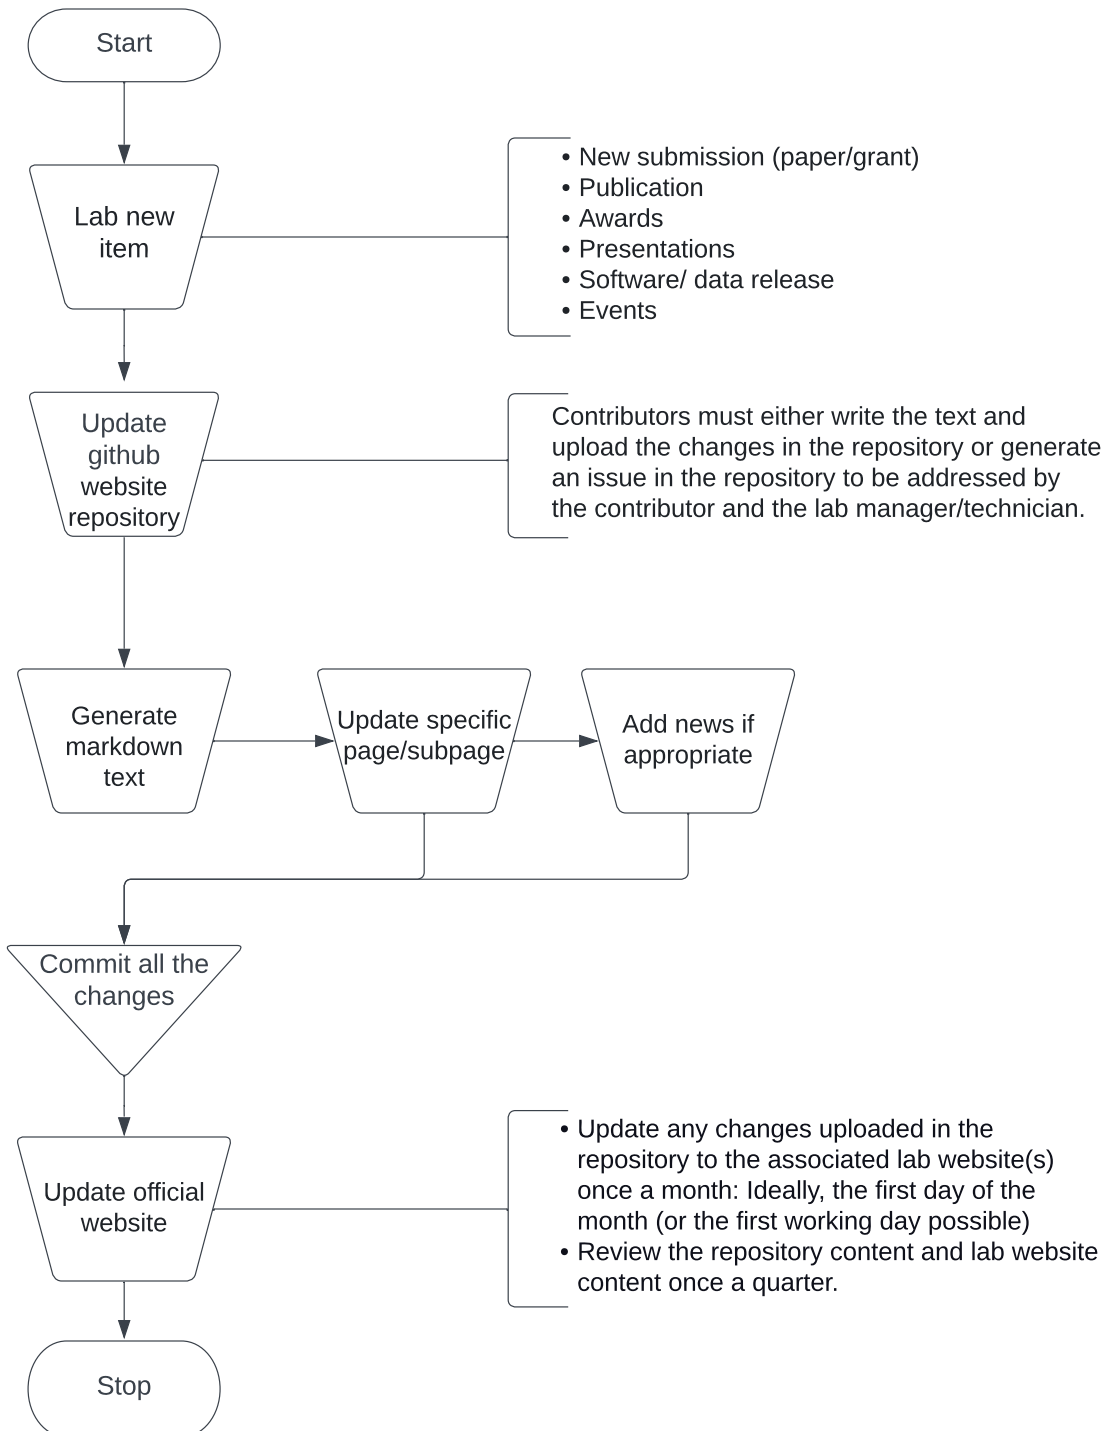 Start
Lab new
item
• New submission (paper/grant)
• Publication
• Awards
• Presentations
• Software/ data release
• Events
Update
github
website
repository
Contributors must either write the text and
upload the changes in the repository or generate
an issue in the repository to be addressed by
the contributor and the lab manager/technician.
Generate
markdown
text
Update specific
page/subpage
Add news if
appropriate
Commit all the
changes
Update official
website
• Update any changes uploaded in the
repository to the associated lab website(s)
once a month: Ideally, the first day of the
month (or the first working day possible)
• Review the repository content and lab website
content once a quarter.
Stop